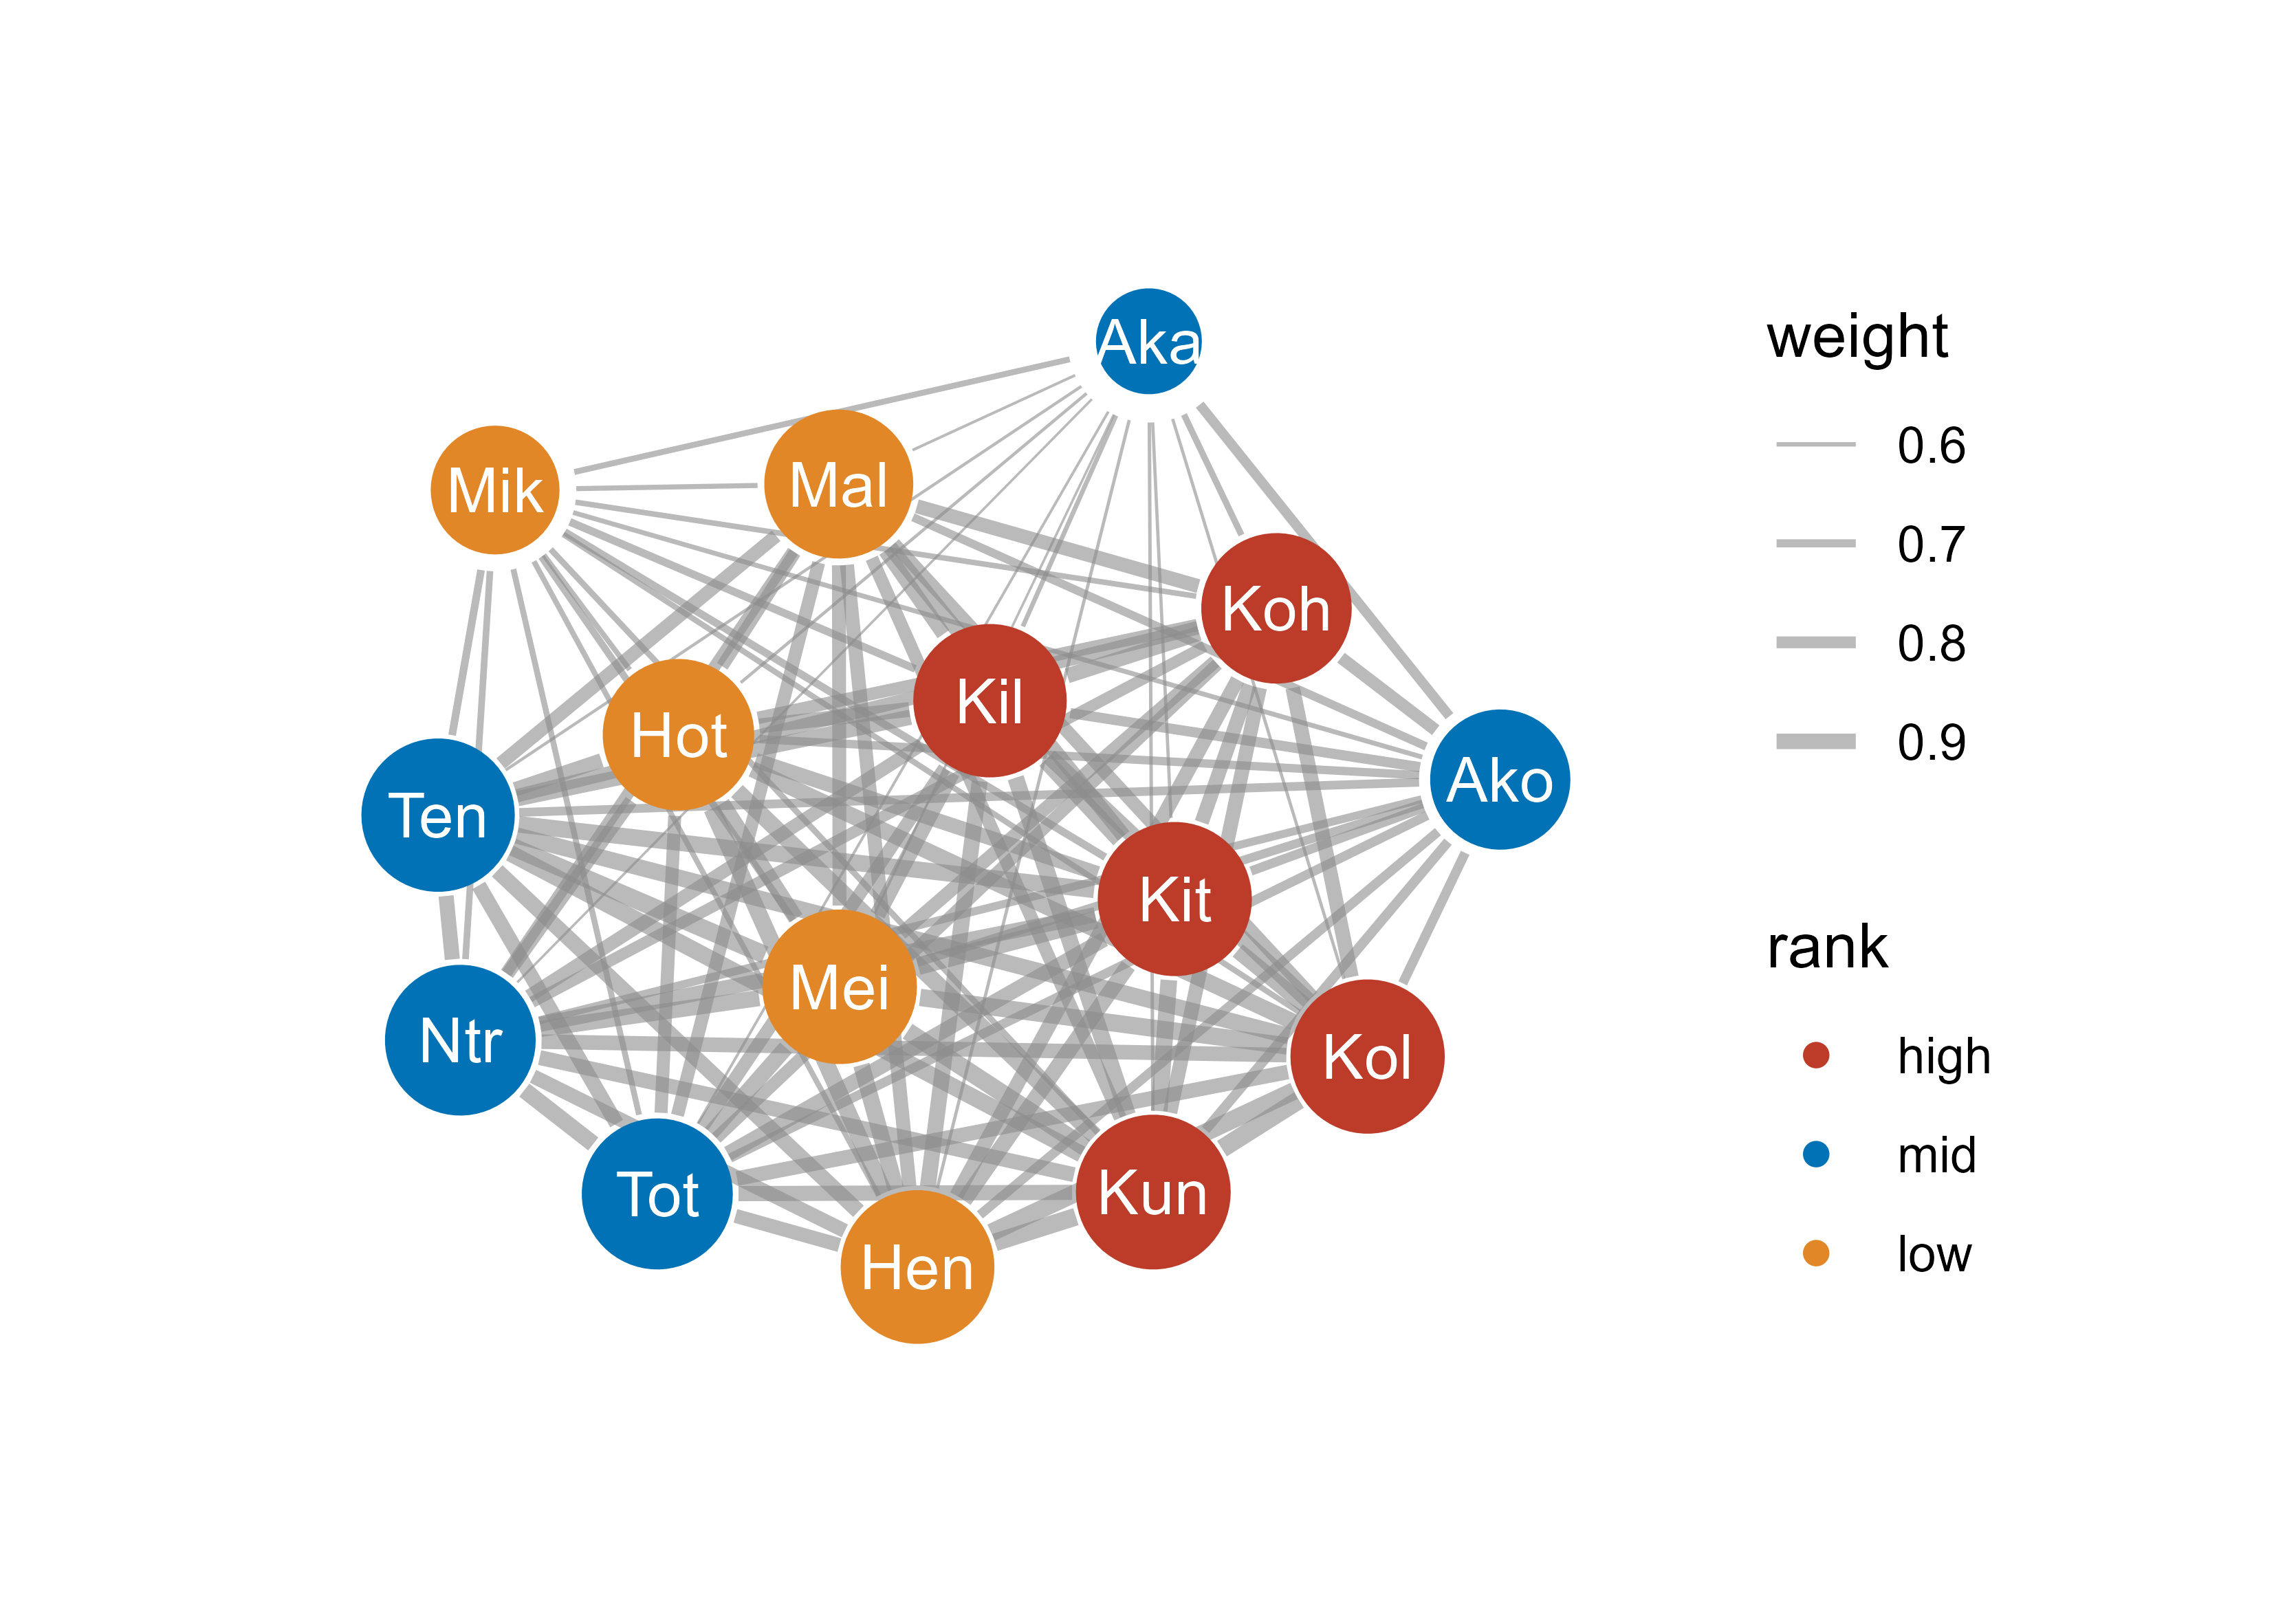 Aka
Mik
Mal
Koh
Kil
Hot
Ako
Ten
Kit
Mei
Ntr
Kol
Tot
Kun
Hen
weight
0.6
0.7
0.8
0.9
rank
high
mid
low